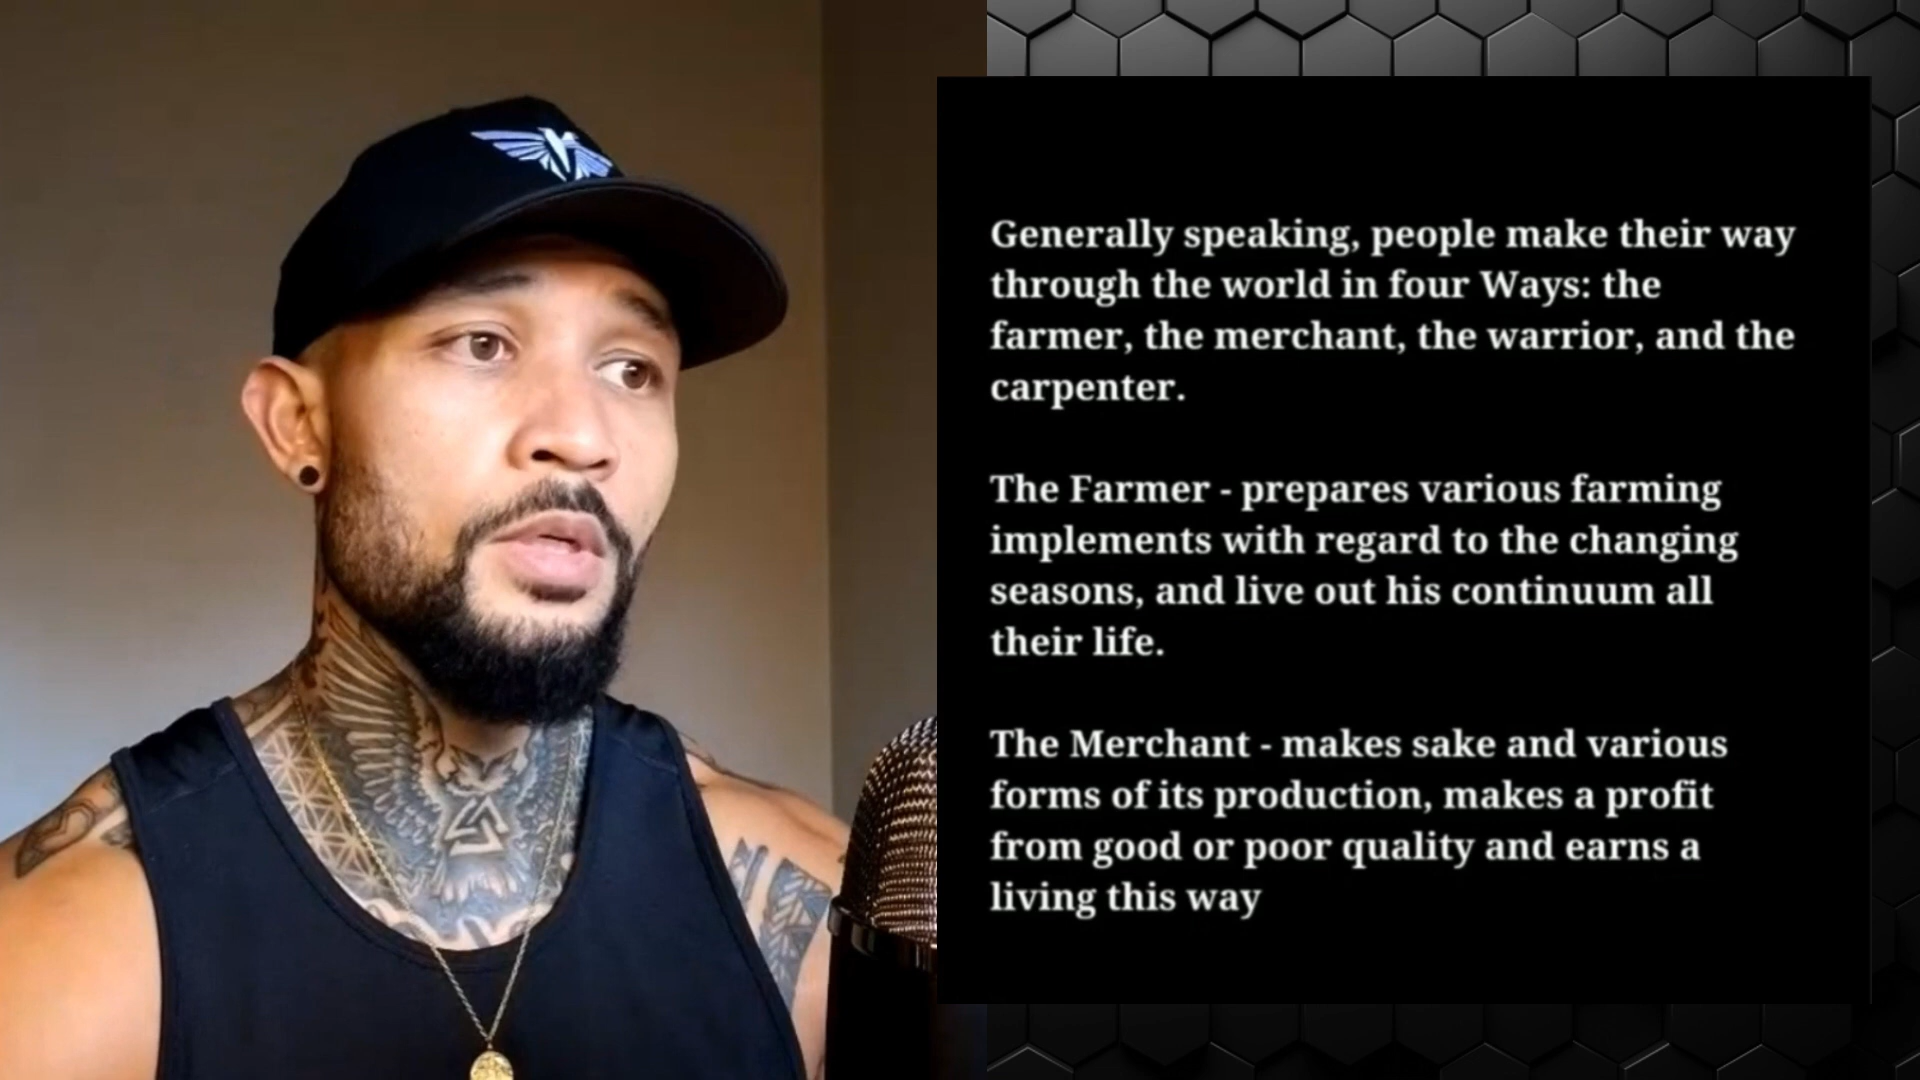 Generally speaking, people make their way
through the world in four Ways: the
farmer, the merchant, the warrior, and the
carpenter.
The Farmer - prepares various farming
implements with regard to the changing
seasons, and live out his continuum all
their life.
The Merchant - makes sake and various
forms of its production, makes a profit
from good or poor quality and earns a
living this way